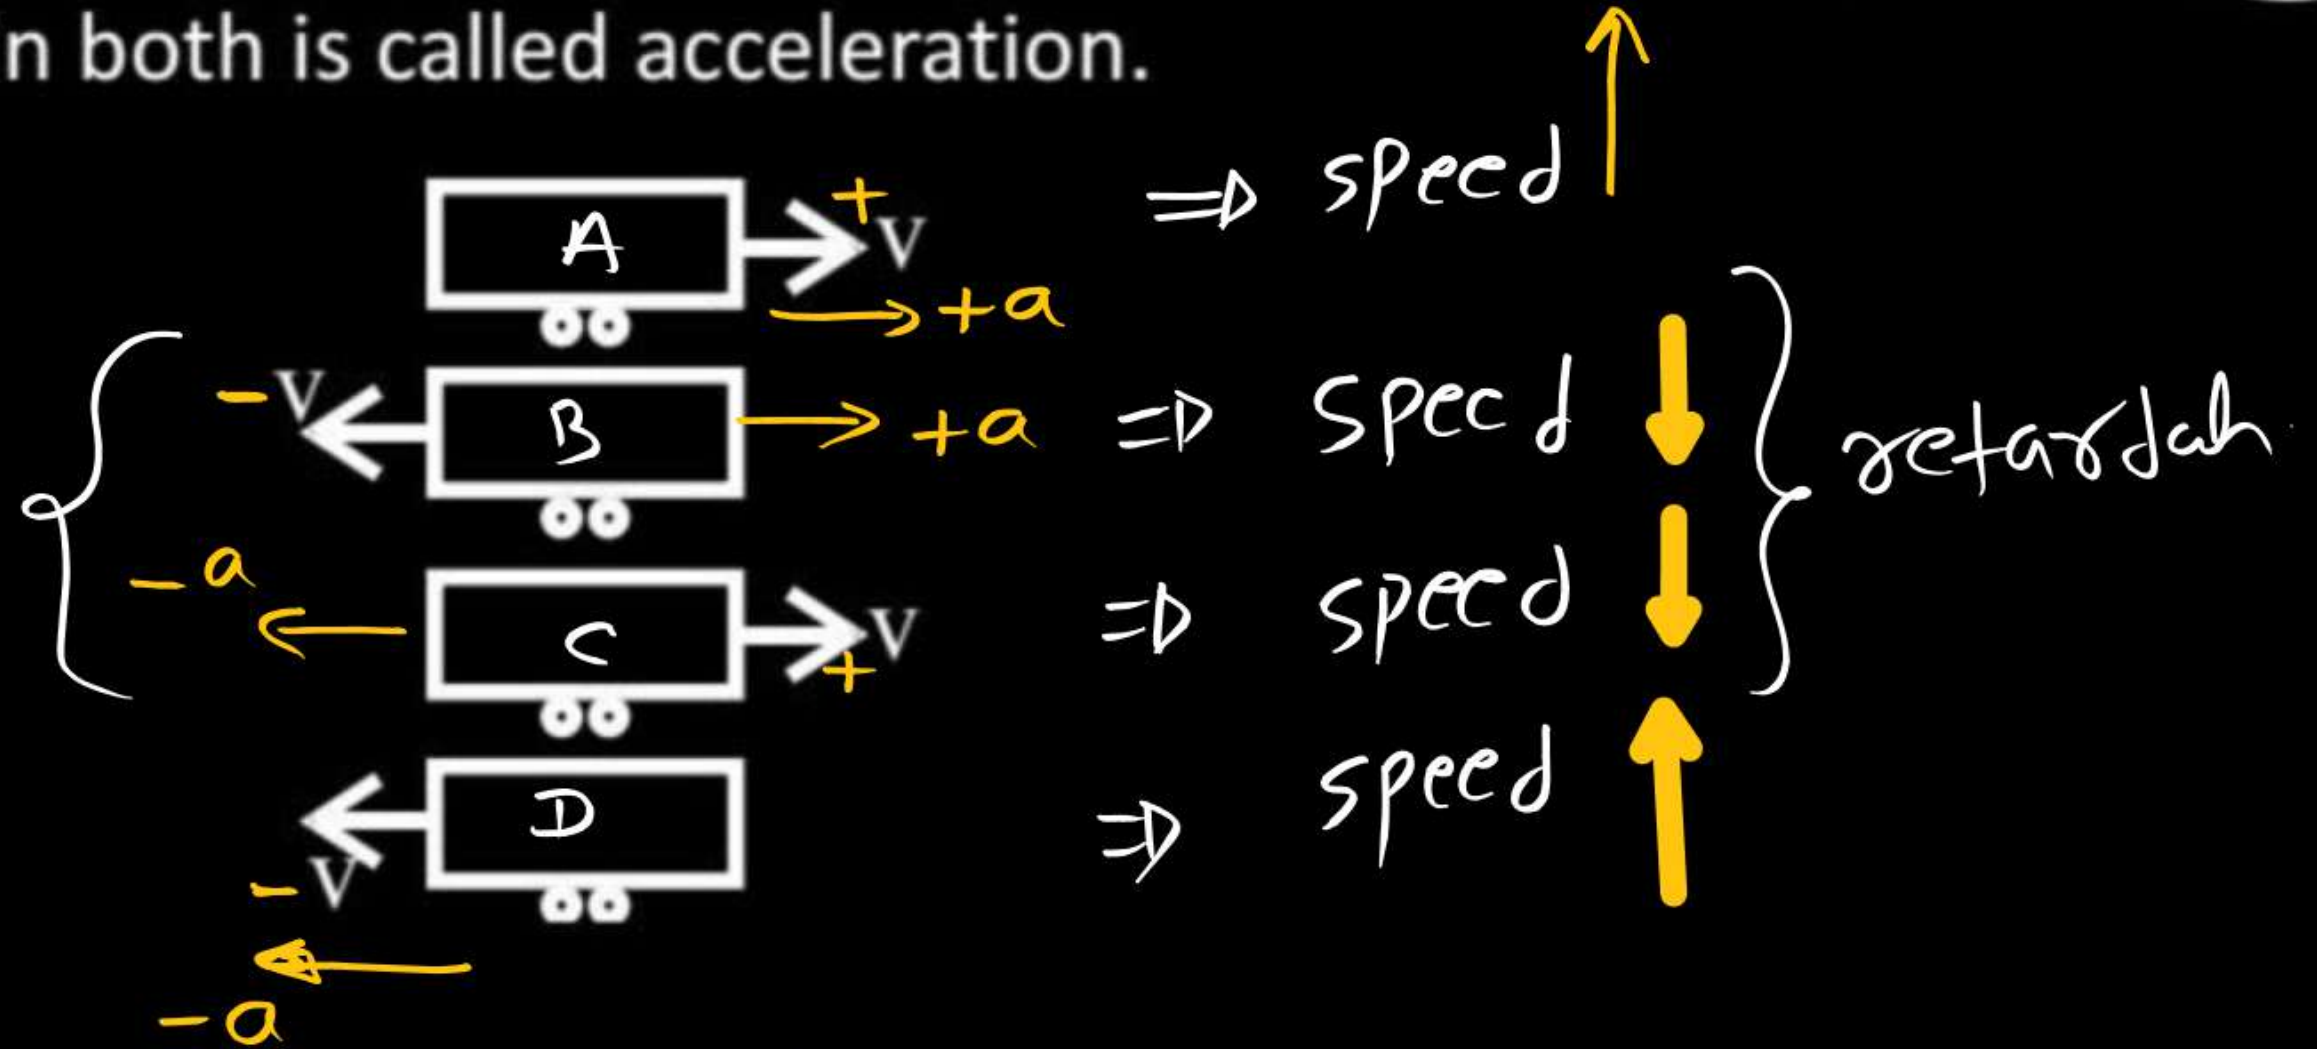 n both is called acceleration.
A + V ⇒ speed ↑
→ +a
- V B → +a ⇒ speed ↓
retardah
- a ← C V + ⇒ speed ↓
D ⇒ speed ↑
- V
←
- a